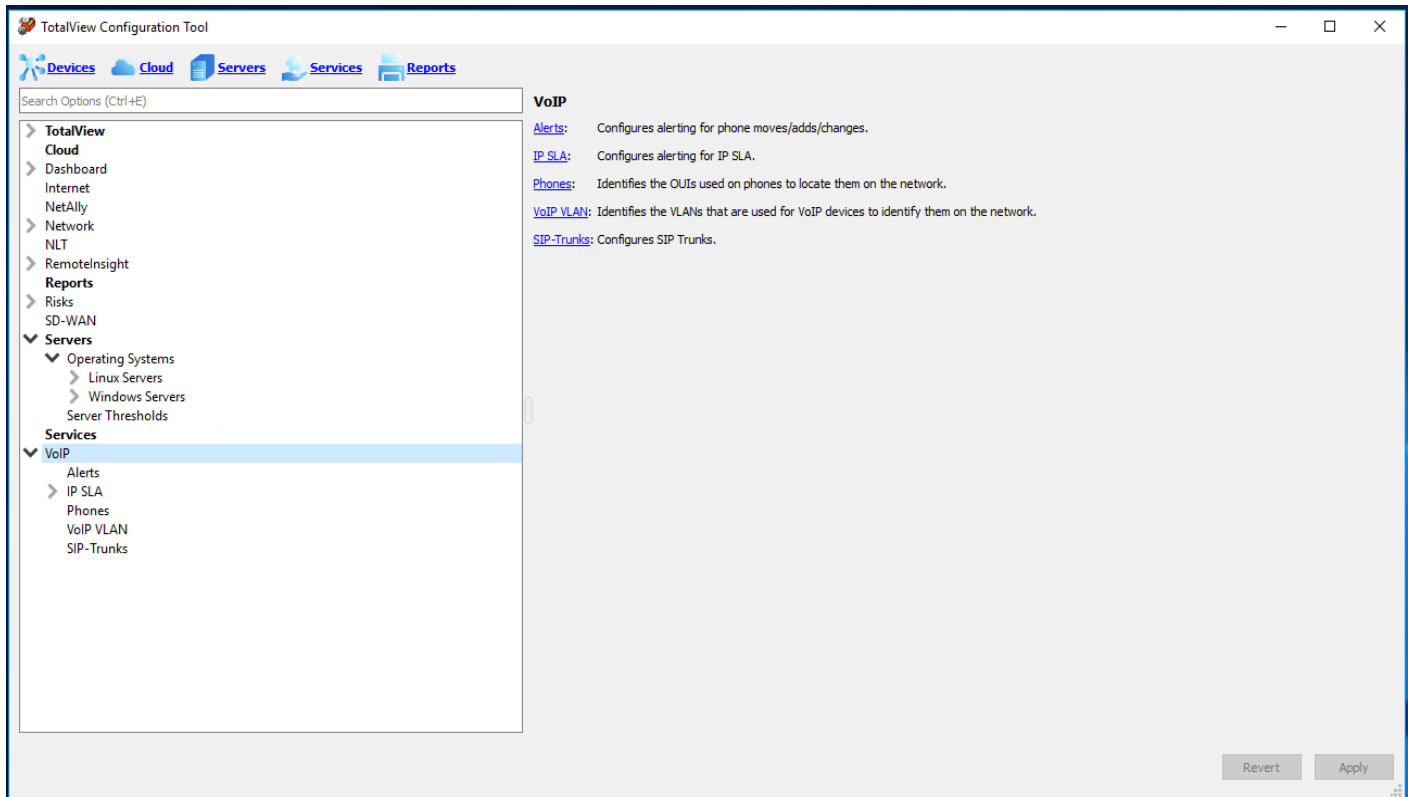 TotalView Configuration Tool
Devices Cloud Servers Services Reports
Search Options (Ctrl+E)
TotalView
Cloud
Dashboard
Internet
NetAlly
Network
NLT
RemoteInsight
Reports
Risks
SD-WAN
Servers
Operating Systems
Linux Servers
Windows Servers
Server Thresholds
Services
VoIP
Alerts
IP SLA
Phones
VoIP VLAN
SIP-Trunks
VoIP
Alerts: Configures alerting for phone moves/adds/changes.
IP SLA: Configures alerting for IP SLA.
Phones: Identifies the OUIs used on phones to locate them on the network.
VoIP VLAN: Identifies the VLANs that are used for VoIP devices to identify them on the network.
SIP-Trunks: Configures SIP Trunks.
Revert Apply